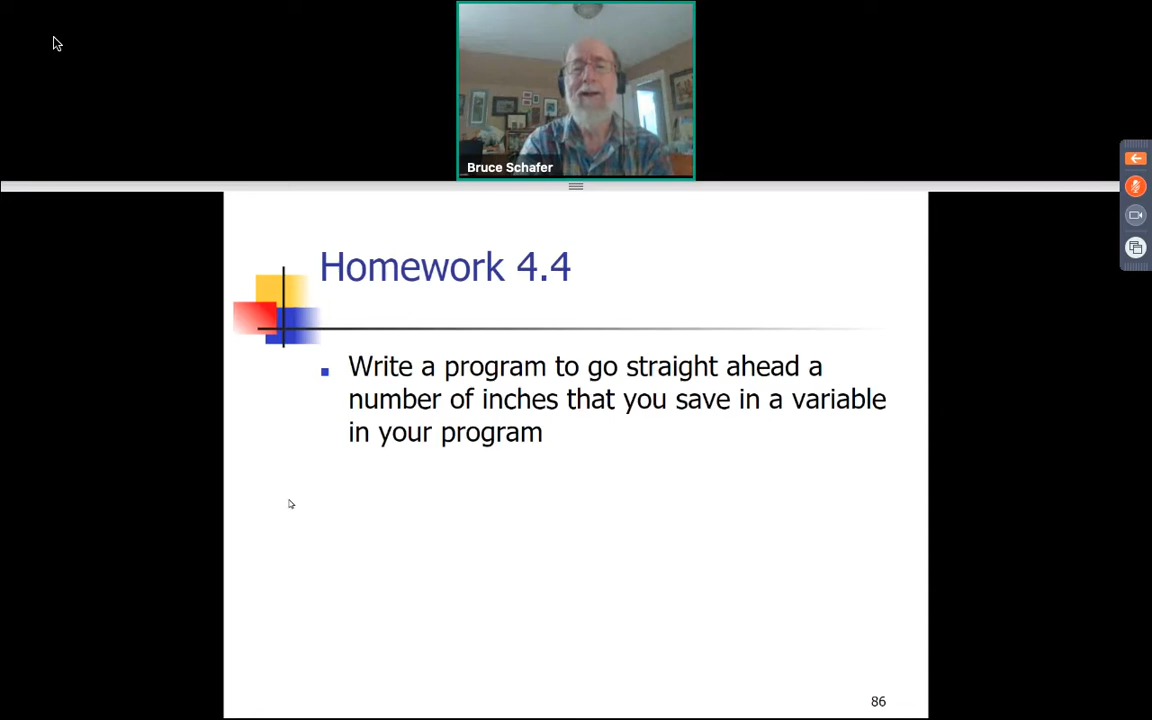 Bruce Schafer
Homework 4.4
Write a program to go straight ahead a
number of inches that you save in a variable
in your program
86